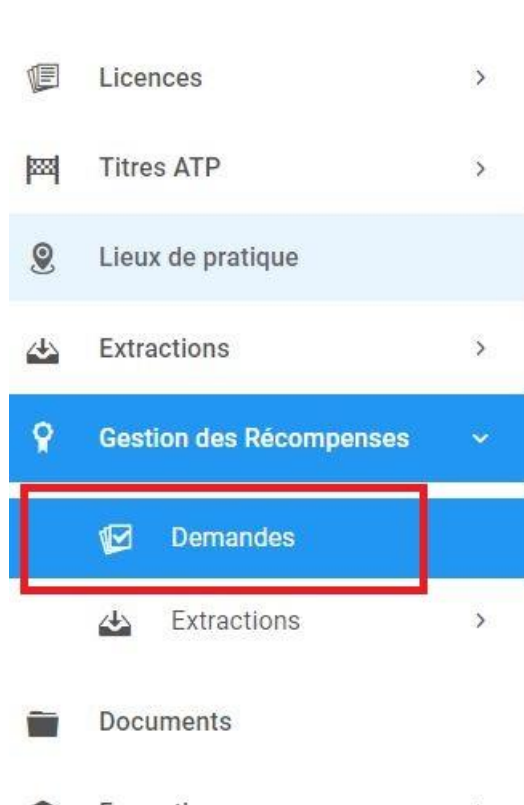 Licences
Titres ATP
Lieux de pratique
Extractions
Gestion des Récompenses
Demandes
Extractions
Documents